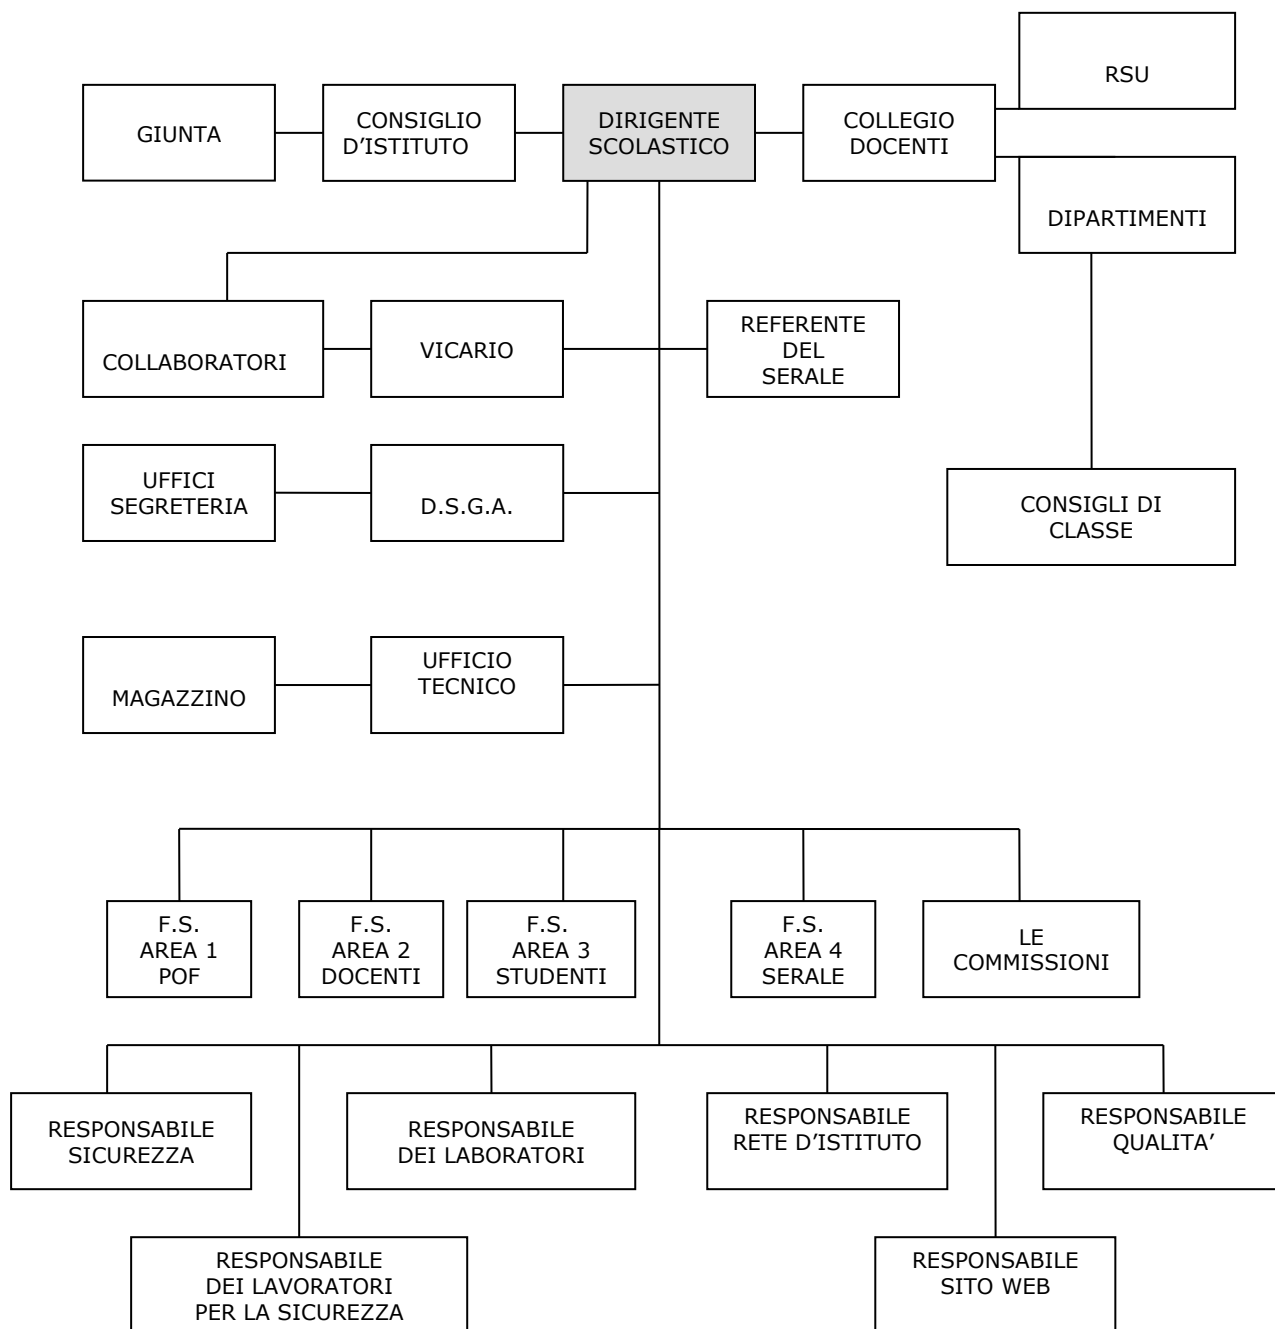 RSU
GIUNTA
CONSIGLIO
D’ISTITUTO
DIRIGENTE
SCOLASTICO
COLLEGIO
DOCENTI
DIPARTIMENTI
COLLABORATORI
VICARIO
REFERENTE
DEL
SERALE
UFFICI
SEGRETERIA
D.S.G.A.
CONSIGLI DI
CLASSE
MAGAZZINO
UFFICIO
TECNICO
F.S.
AREA 1
POF
F.S.
AREA 2
DOCENTI
F.S.
AREA 3
STUDENTI
F.S.
AREA 4
SERALE
LE
COMMISSIONI
RESPONSABILE
SICUREZZA
RESPONSABILE
DEI LABORATORI
RESPONSABILE
RETE D’ISTITUTO
RESPONSABILE
QUALITA’
RESPONSABILE
DEI LAVORATORI
PER LA SICUREZZA
RESPONSABILE
SITO WEB